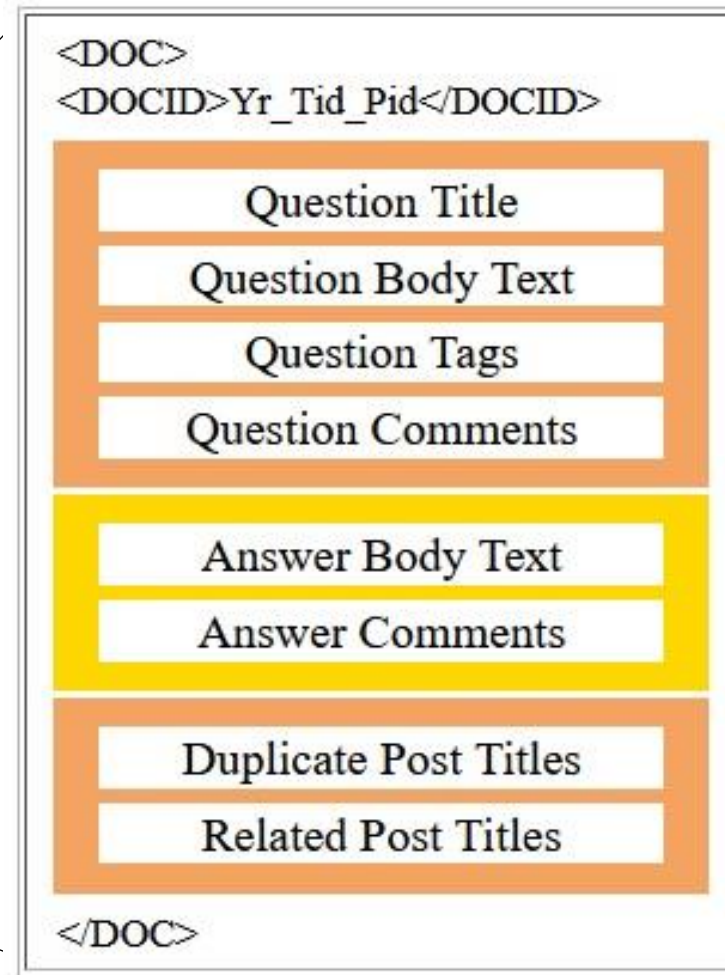 <DOC>
<DOCID>Yr_Tid_Pid</DOCID>
Question Title
Question Body Text
Question Tags
Question Comments
Answer Body Text
Answer Comments
Duplicate Post Titles
Related Post Titles
</DOC>